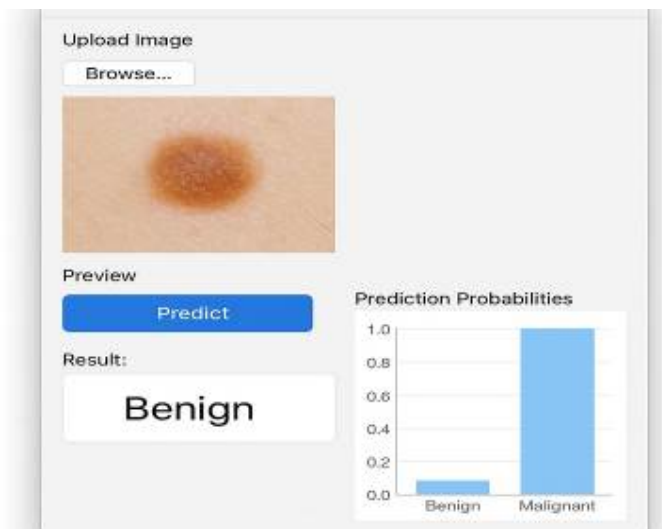 Upload Image
Browse...
Preview
Predict
Result:
Benign
Prediction Probabilities
1.0
0.8
0.6
0.4
0.2
0.0
Benign Malignant